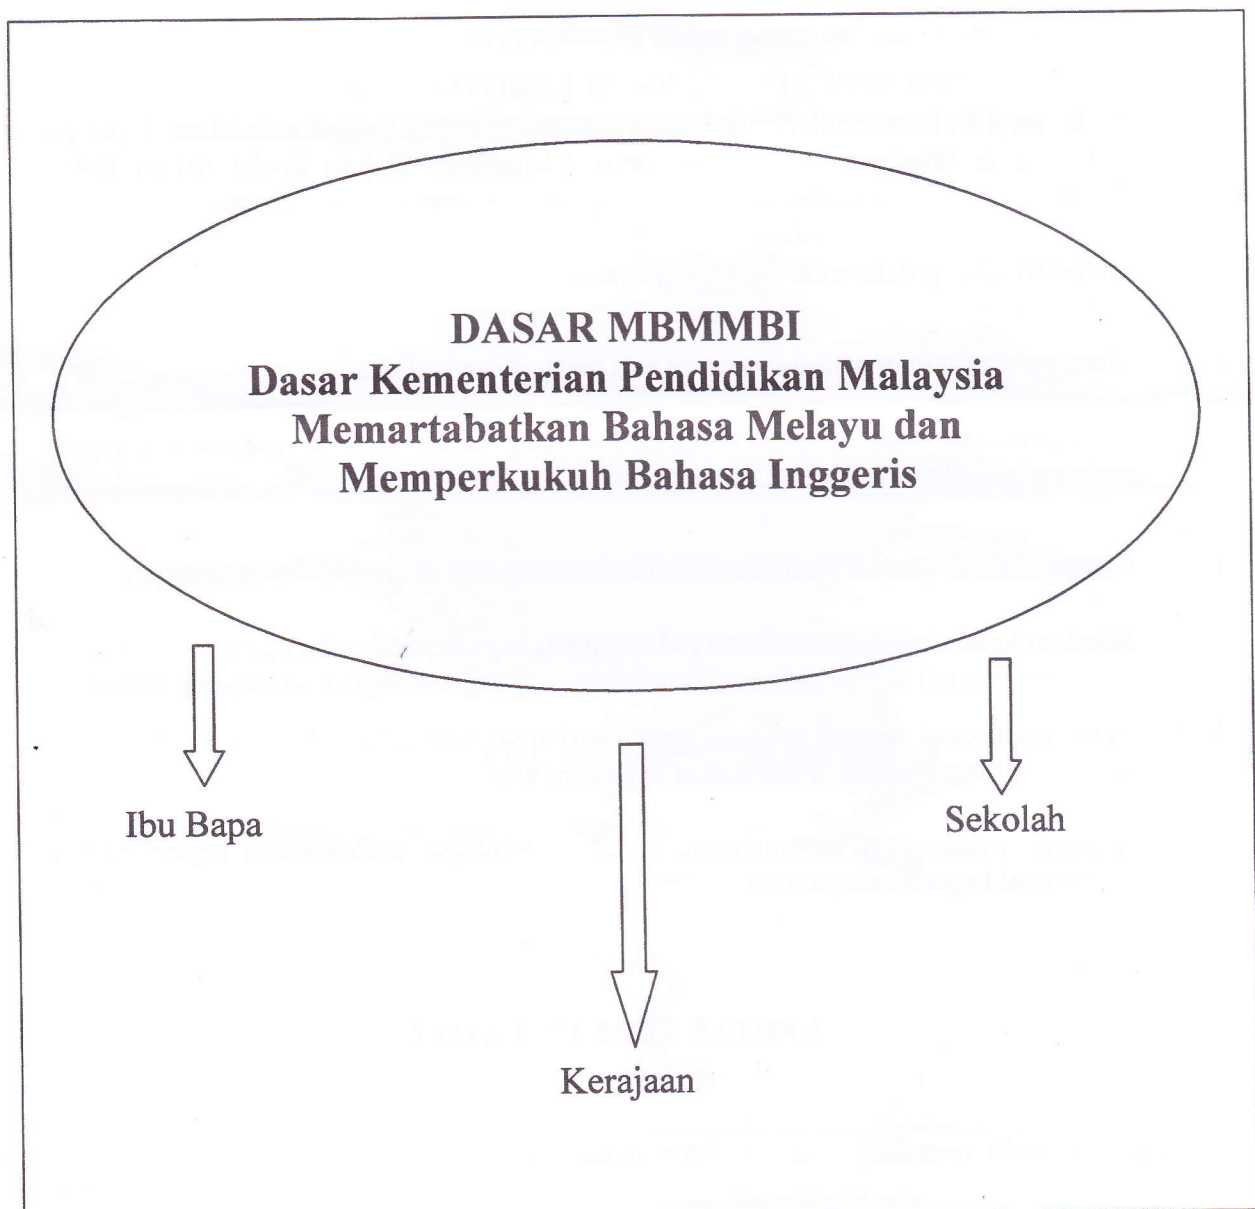 DASAR MBMMBI
Dasar Kementerian Pendidikan Malaysia
Memartabatkan Bahasa Melayu dan
Memperkukuh Bahasa Inggeris
Ibu Bapa
Sekolah
Kerajaan